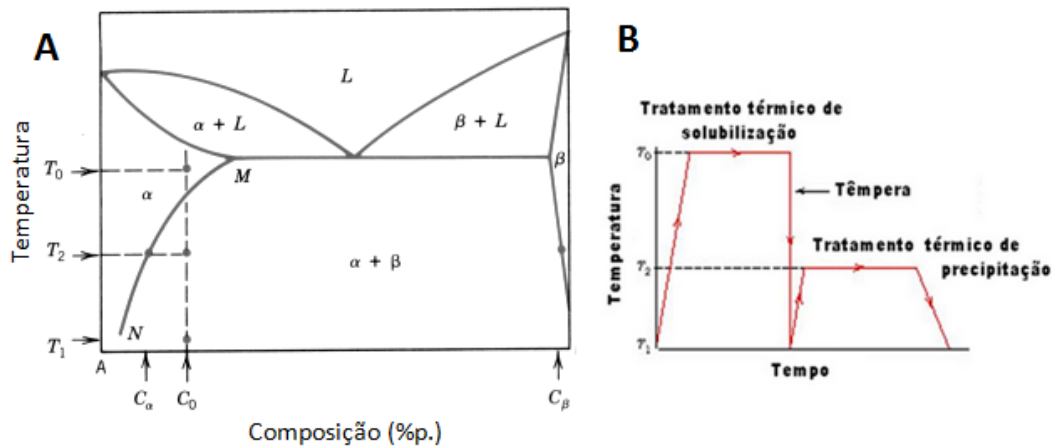 A
Temperatura
L
α + L
β + L
β
T₀
M
α
T₂
α + β
N
T₁
A
Cα
C₀
Cβ
Composição (%p.)
B
Tratamento térmico de
solubilização
T₀
Têmpera
Temperatura
Tratamento térmico de
precipitação
T₂
T₁
Tempo